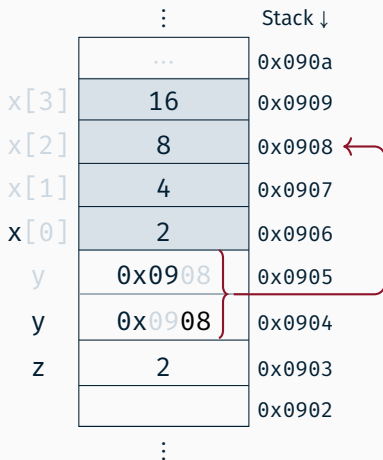 ⋮ Stack ↓
... 0x090a
x[3] 16 0x0909
x[2] 8 0x0908
x[1] 4 0x0907
x[0] 2 0x0906
y 0x0908 0x0905
y 0x0908 0x0904
z 2 0x0903
0x0902
⋮